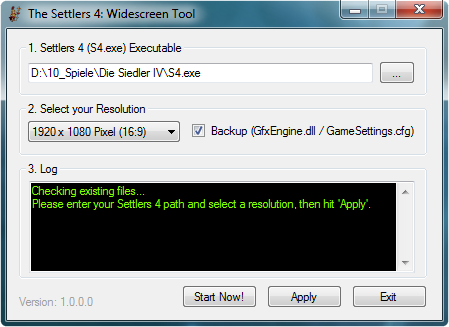 The Settlers 4: Widescreen Tool
1. Settlers 4 (S4.exe) Executable
D:\10_Spiele\Die Siedler IV\S4.exe
...
2. Select your Resolution
1920 x 1080 Pixel (16:9)
Backup (GfxEngine.dll / GameSettings.cfg)
3. Log
Checking existing files...
Please enter your Settlers 4 path and select a resolution, then hit 'Apply'.
Version: 1.0.0.0
Start Now!
Apply
Exit